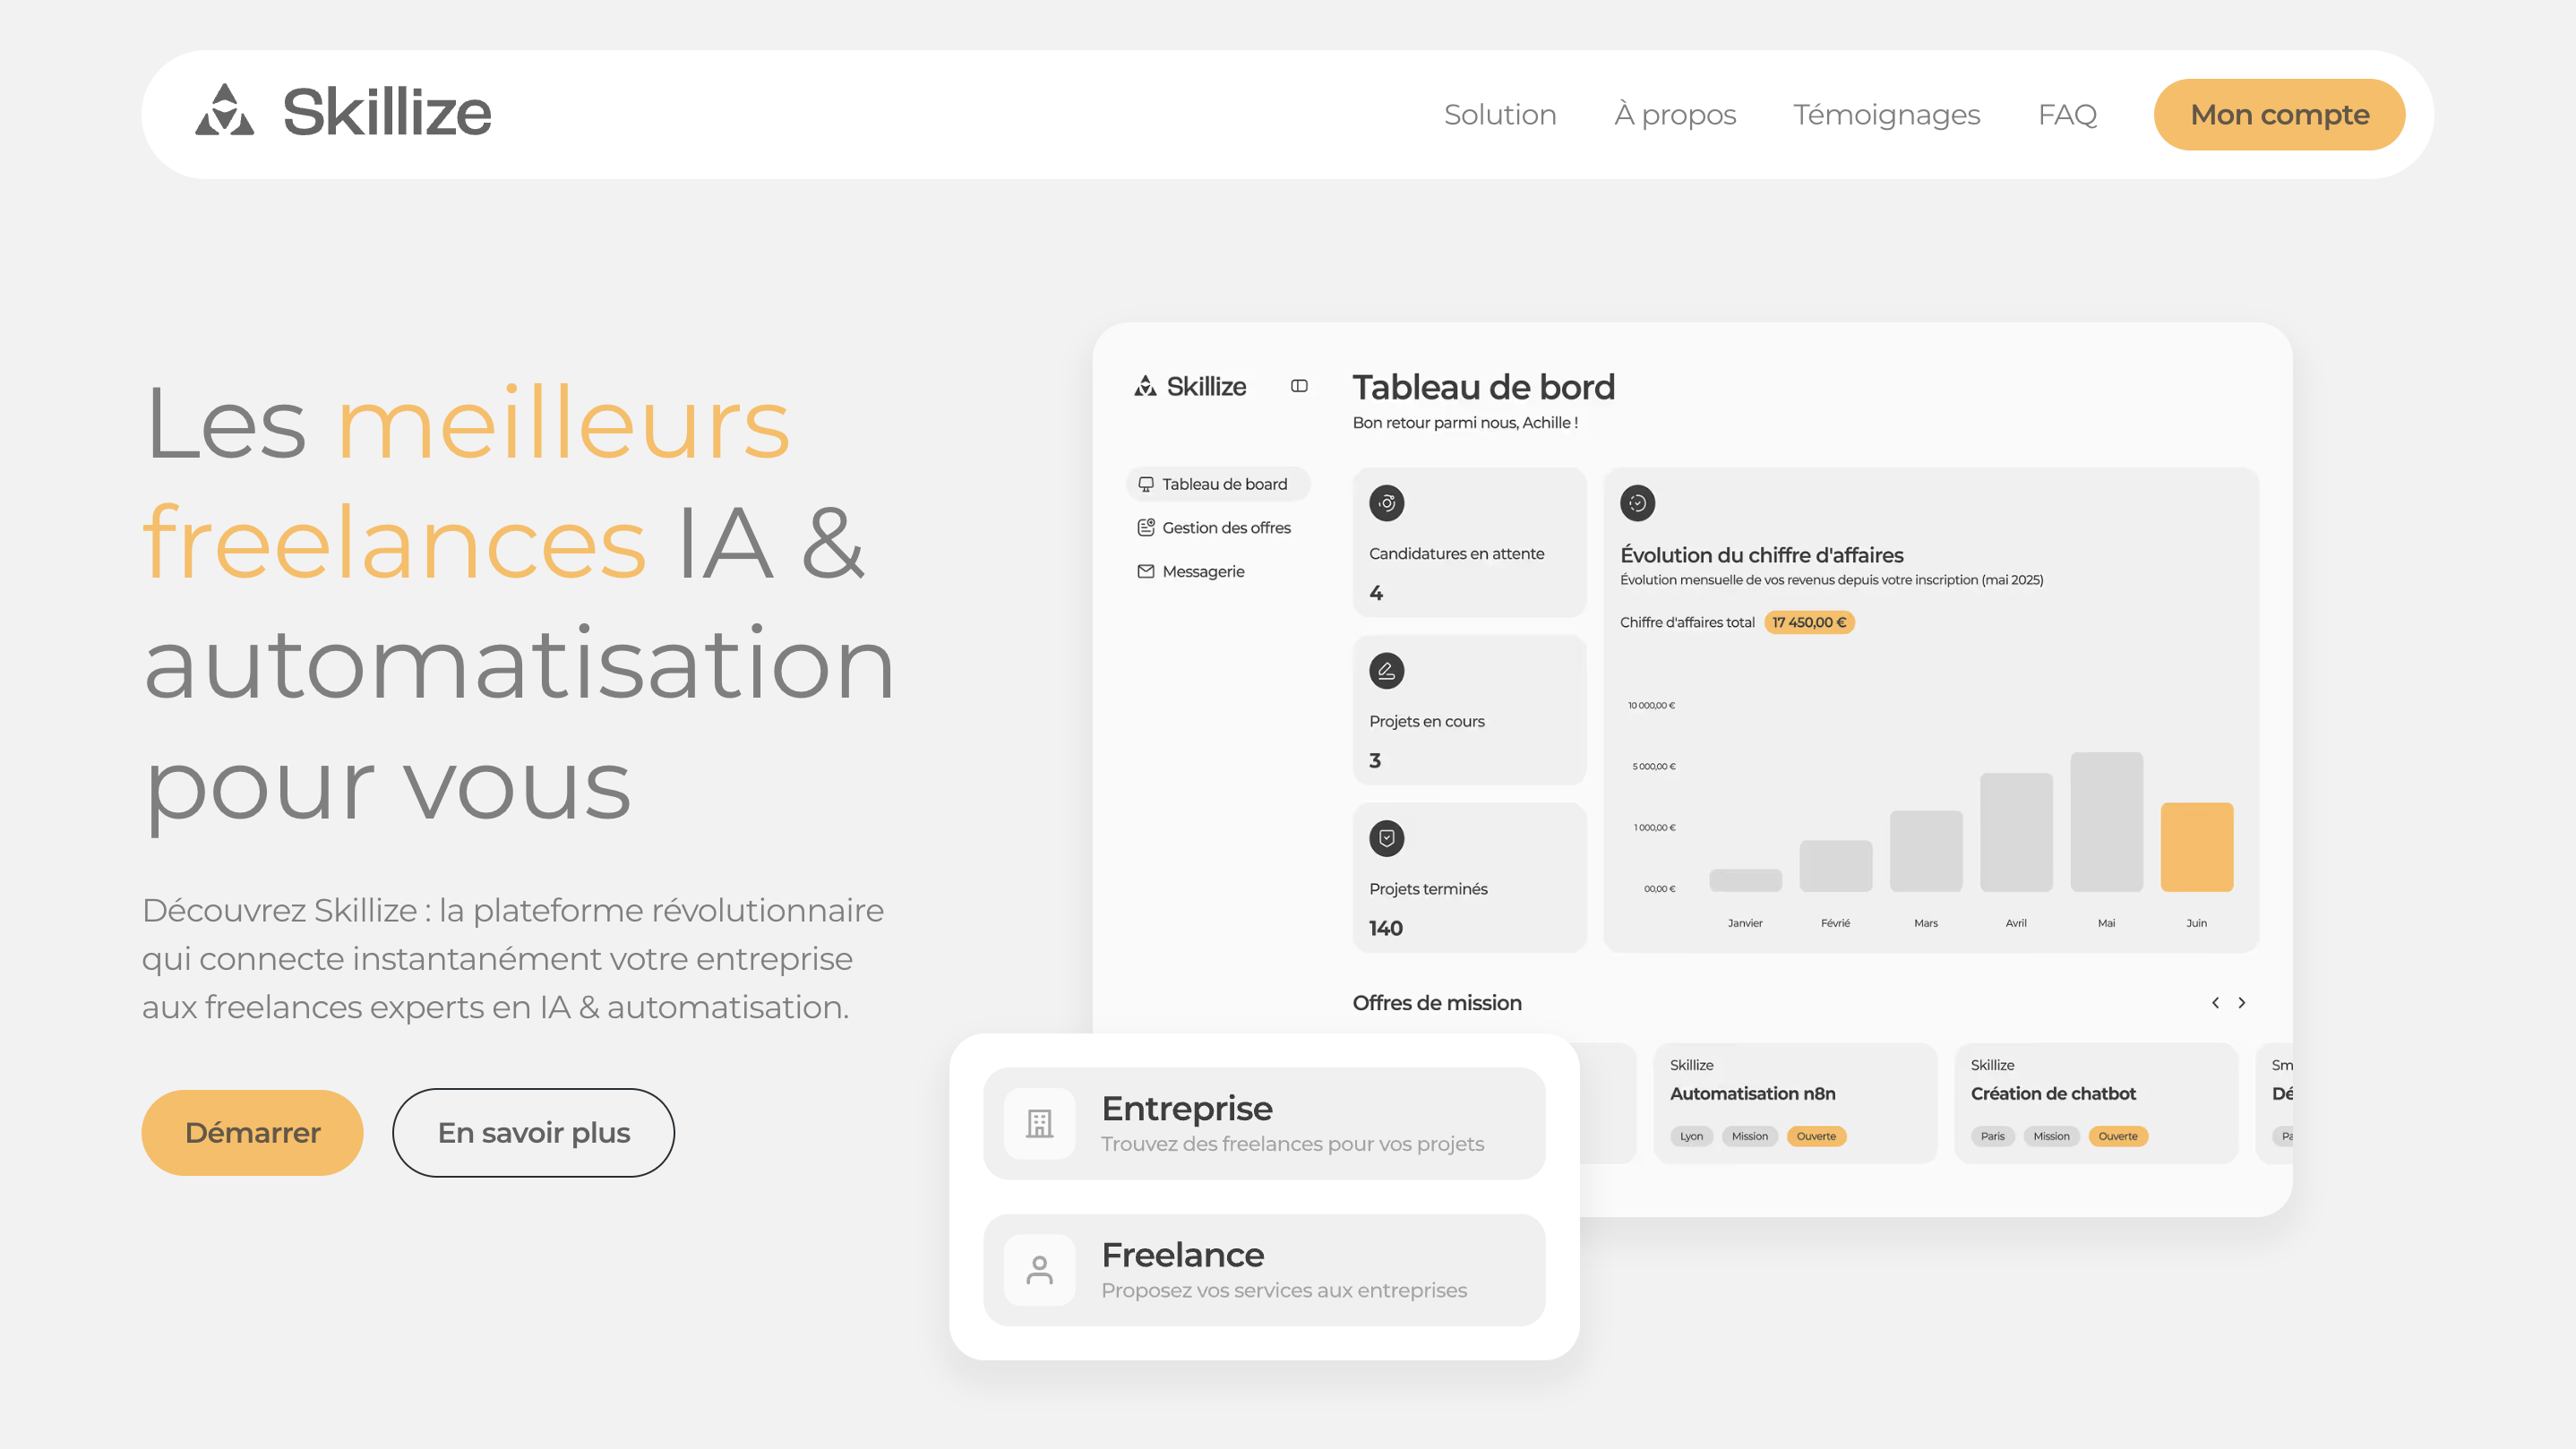 Skillize
Solution
À propos
Témoignages
FAQ
Mon compte
Les meilleurs
freelances IA &
automatisation
pour vous
Découvrez Skillize : la plateforme révolutionnaire
qui connecte instantanément votre entreprise
aux freelances experts en IA & automatisation.
Démarrer
En savoir plus
Skillize
Tableau de board
Gestion des offres
Messagerie
Tableau de bord
Bon retour parmi nous, Achille !
Candidatures en attente
4
Projets en cours
3
Projets terminés
140
Évolution du chiffre d'affaires
Évolution mensuelle de vos revenus depuis votre inscription (mai 2025)
Chiffre d'affaires total 17 450,00 €
10 000,00 €
5 000,00 €
1 000,00 €
00,00 €
Janvier
Févrié
Mars
Avril
Mai
Juin
Offres de mission
Skillize
Automatisation n8n
Lyon
Mission
Ouverte
Skillize
Création de chatbot
Paris
Mission
Ouverte
Sm
Dé
Pa
Entreprise
Trouvez des freelances pour vos projets
Freelance
Proposez vos services aux entreprises